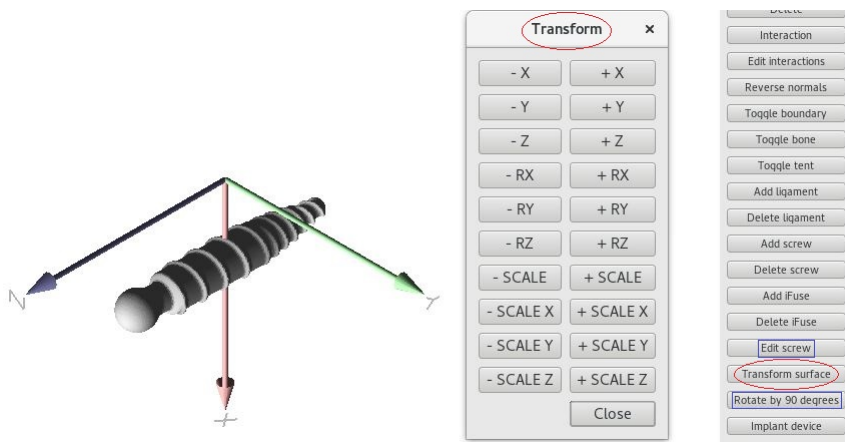 Transform ×
- X + X
- Y + Y
- Z + Z
- RX + RX
- RY + RY
- RZ + RZ
- SCALE + SCALE
- SCALE X + SCALE X
- SCALE Y + SCALE Y
- SCALE Z + SCALE Z
Close
Delete
Interaction
Edit interactions
Reverse normals
Toggle boundary
Toggle bone
Toggle tent
Add ligament
Delete ligament
Add screw
Delete screw
Add iFuse
Delete iFuse
Edit screw
Transform surface
Rotate by 90 degrees
Implant device
Z
Y
X